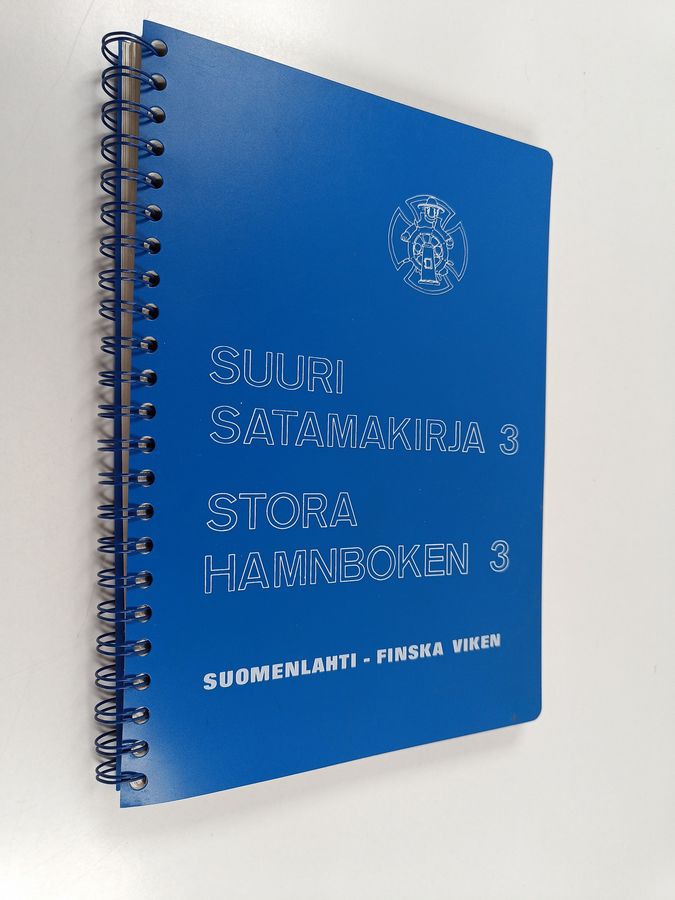 SUURI
SATAMAKIRJA 3
STORA
HAMNBOKEN 3
SUOMENLAHTI - FINSKA VIKEN